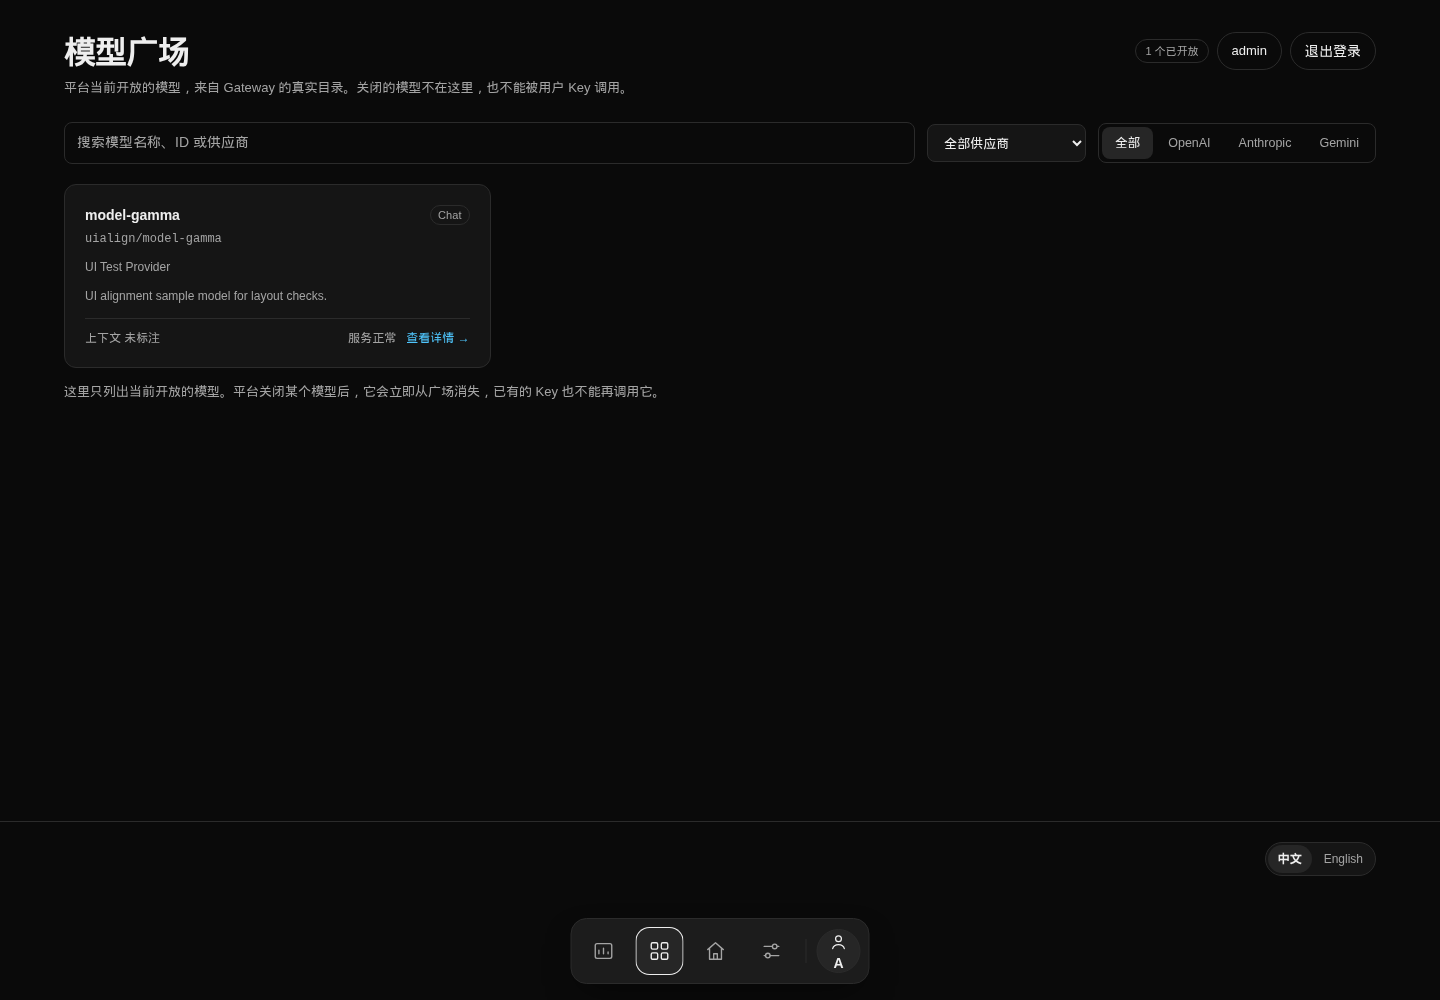 模型广场
1 个已开放
admin
退出登录
平台当前开放的模型，来自 Gateway 的真实目录。关闭的模型不在这里，也不能被用户 Key 调用。
搜索模型名称、ID 或供应商
全部供应商
全部
OpenAI
Anthropic
Gemini
model-gamma
Chat
uialign/model-gamma
UI Test Provider
UI alignment sample model for layout checks.
上下文 未标注
服务正常
查看详情 →
这里只列出当前开放的模型。平台关闭某个模型后，它会立即从广场消失，已有的 Key 也不能再调用它。
中文
English
A